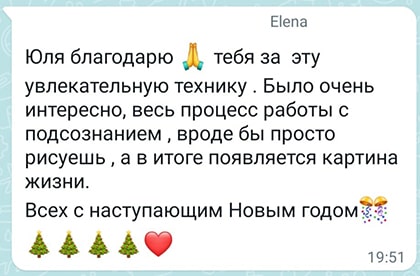 Elena
Юля благодарю 🙏 тебя за эту
увлекательную технику . Было очень
интересно, весь процесс работы с
подсознанием , вроде бы просто
рисуешь , а в итоге появляется картина
жизни.
Всех с наступающим Новым годом🎊
🎄🎄🎄🎄❤️
19:51